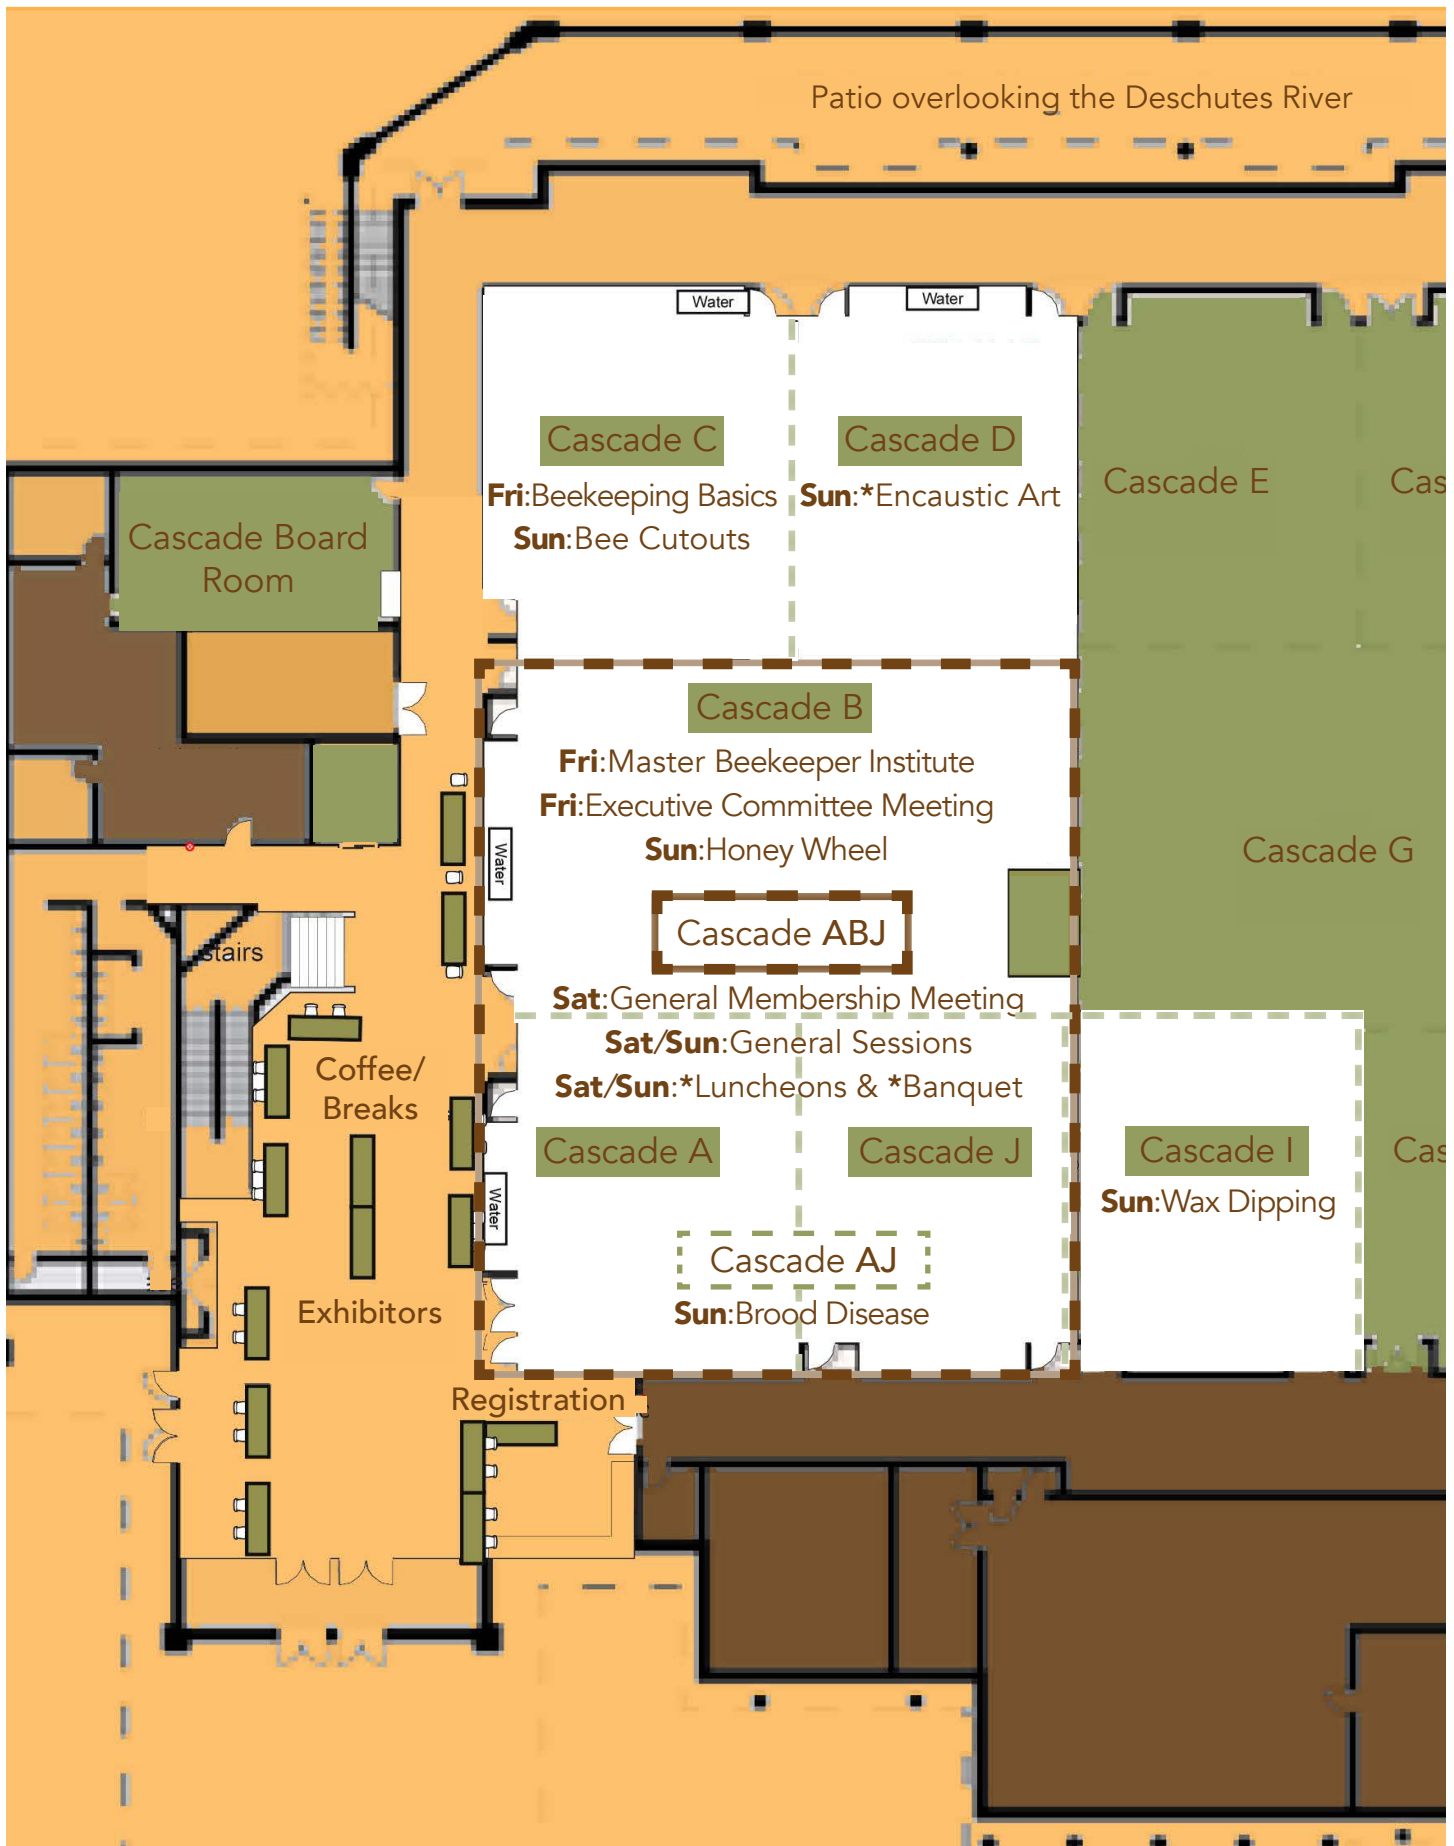 Patio overlooking the Deschutes River
Water
Water
Cascade C
Fri:Beekeeping Basics
Sun:Bee Cutouts
Cascade D
Sun:*Encaustic Art
Cascade E
Cas
Cascade Board
Room
Cascade B
Fri:Master Beekeeper Institute
Fri:Executive Committee Meeting
Sun:Honey Wheel
Water
Cascade G
Cascade ABJ
Sat:General Membership Meeting
Sat/Sun:General Sessions
Sat/Sun:*Luncheons & *Banquet
stairs
Coffee/
Breaks
Cascade A
Cascade J
Cascade I
Sun:Wax Dipping
Cas
Water
Cascade AJ
Sun:Brood Disease
Exhibitors
Registration